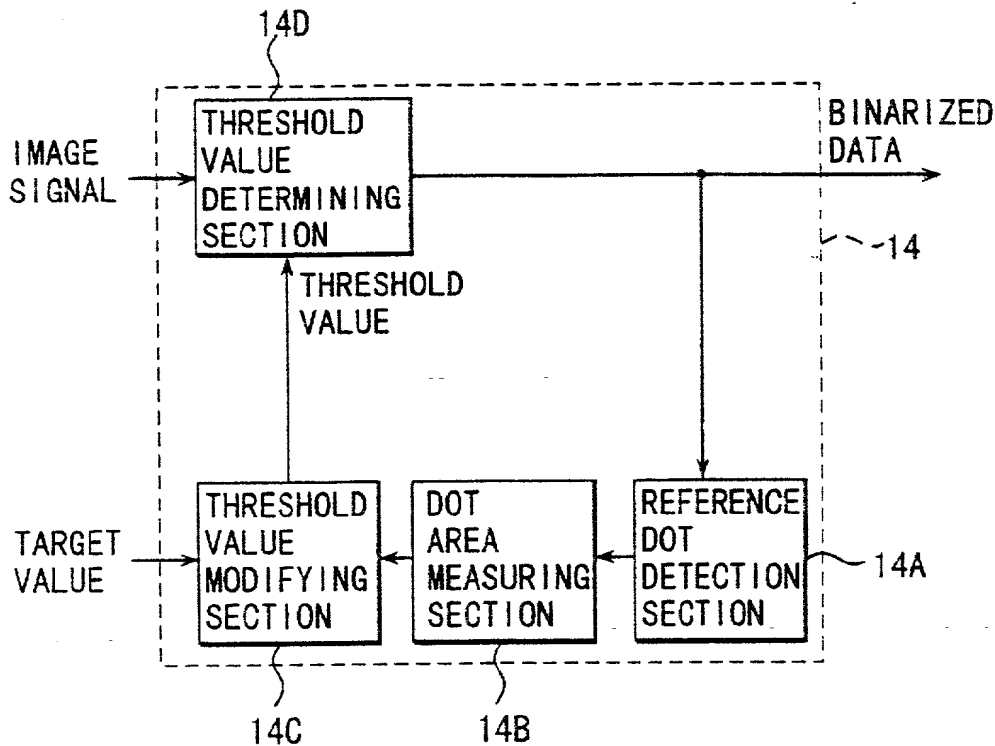 14D
THRESHOLD
VALUE
DETERMINING
SECTION
IMAGE
SIGNAL
BINARIZED
DATA
14
THRESHOLD
VALUE
TARGET
VALUE
THRESHOLD
VALUE
MODIFYING
SECTION
DOT
AREA
MEASURING
SECTION
REFERENCE
DOT
DETECTION
SECTION
14A
14C
14B